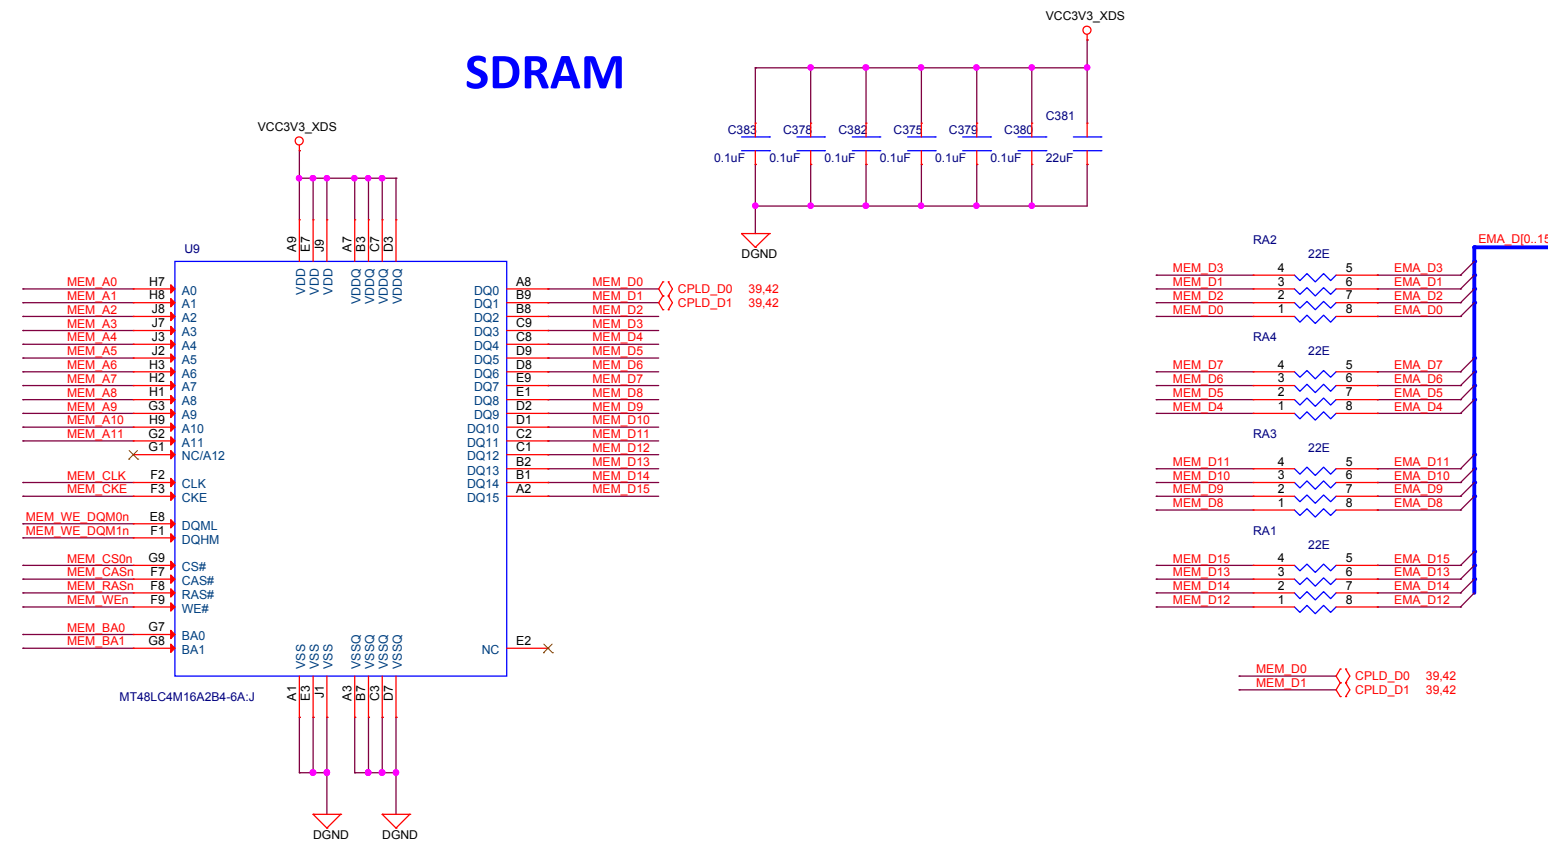 VCC3V3_XDS
SDRAM
C383 C378 C382 C375 C379 C380 C381
0.1uF 0.1uF 0.1uF 0.1uF 0.1uF 0.1uF 22uF
DGND
VCC3V3_XDS
A9 E7 J9 A7 B3 C7 D3
U9
VDD VDD VDD VDDQ VDDQ VDDQ VDDQ
MEM_A0 H7 A0
MEM_A1 H8 A1
MEM_A2 J8 A2
MEM_A3 J7 A3
MEM_A4 J3 A4
MEM_A5 J2 A5
MEM_A6 H3 A6
MEM_A7 H2 A7
MEM_A8 H1 A8
MEM_A9 G3 A9
MEM_A10 H9 A10
MEM_A11 G2 A11
G1 NC/A12
MEM_CLK F2 CLK
MEM_CKE F3 CKE
MEM_WE_DQM0n E8 DQML
MEM_WE_DQM1n F1 DQHM
MEM_CS0n G9 CS#
MEM_CASn F7 CAS#
MEM_RASn F8 RAS#
MEM_WEn F9 WE#
MEM_BA0 G7 BA0
MEM_BA1 G8 BA1
DQ0 A8 MEM_D0 CPLD_D0 39,42
DQ1 B9 MEM_D1 CPLD_D1 39,42
DQ2 B8 MEM_D2
DQ3 C9 MEM_D3
DQ4 C8 MEM_D4
DQ5 D9 MEM_D5
DQ6 D8 MEM_D6
DQ7 E9 MEM_D7
DQ8 E1 MEM_D8
DQ9 D2 MEM_D9
DQ10 D1 MEM_D10
DQ11 C2 MEM_D11
DQ12 C1 MEM_D12
DQ13 B2 MEM_D13
DQ14 B1 MEM_D14
DQ15 A2 MEM_D15
NC E2
VSS VSS VSS VSSQ VSSQ VSSQ VSSQ
A1 E3 J1 A3 B7 C3 D7
MT48LC4M16A2B4-6A:J
DGND DGND
EMA_D[0..15
RA2
22E
MEM_D3 4 5 EMA_D3
MEM_D1 3 6 EMA_D1
MEM_D2 2 7 EMA_D2
MEM_D0 1 8 EMA_D0
RA4
22E
MEM_D7 4 5 EMA_D7
MEM_D6 3 6 EMA_D6
MEM_D5 2 7 EMA_D5
MEM_D4 1 8 EMA_D4
RA3
22E
MEM_D11 4 5 EMA_D11
MEM_D10 3 6 EMA_D10
MEM_D9 2 7 EMA_D9
MEM_D8 1 8 EMA_D8
RA1
22E
MEM_D15 4 5 EMA_D15
MEM_D13 3 6 EMA_D13
MEM_D14 2 7 EMA_D14
MEM_D12 1 8 EMA_D12
MEM_D0 CPLD_D0 39,42
MEM_D1 CPLD_D1 39,42